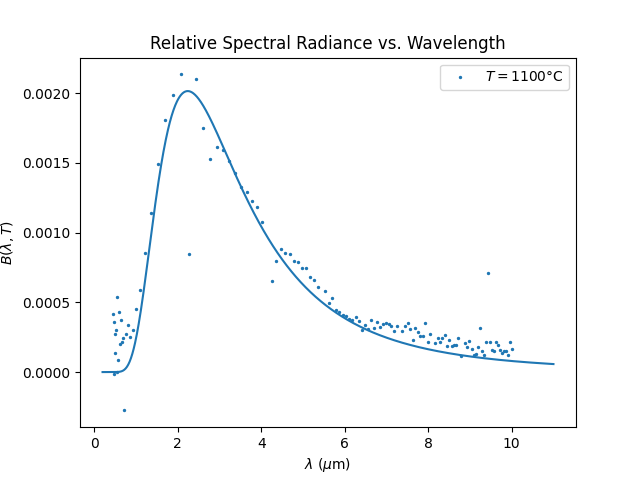 Relative Spectral Radiance vs. Wavelength
T = 1100°C
B(λ, T)
0.0020
0.0015
0.0010
0.0005
0.0000
0 2 4 6 8 10
λ (μm)